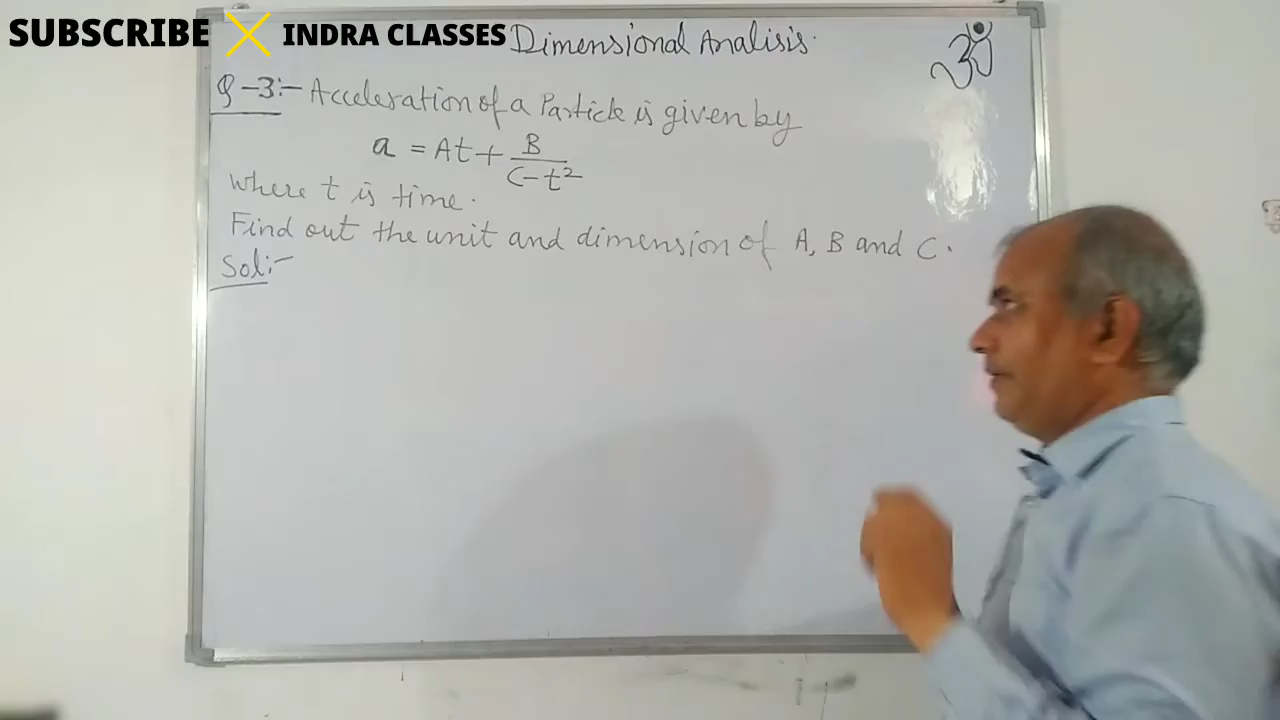 SUBSCRIBE INDRA CLASSES
Dimensional Analisis.
ॐ
Q-3:- Acceleration of a Particle is given by
a = At + B/(C-t²)
where t is time.
Find out the unit and dimension of A, B and C.
Sol:-